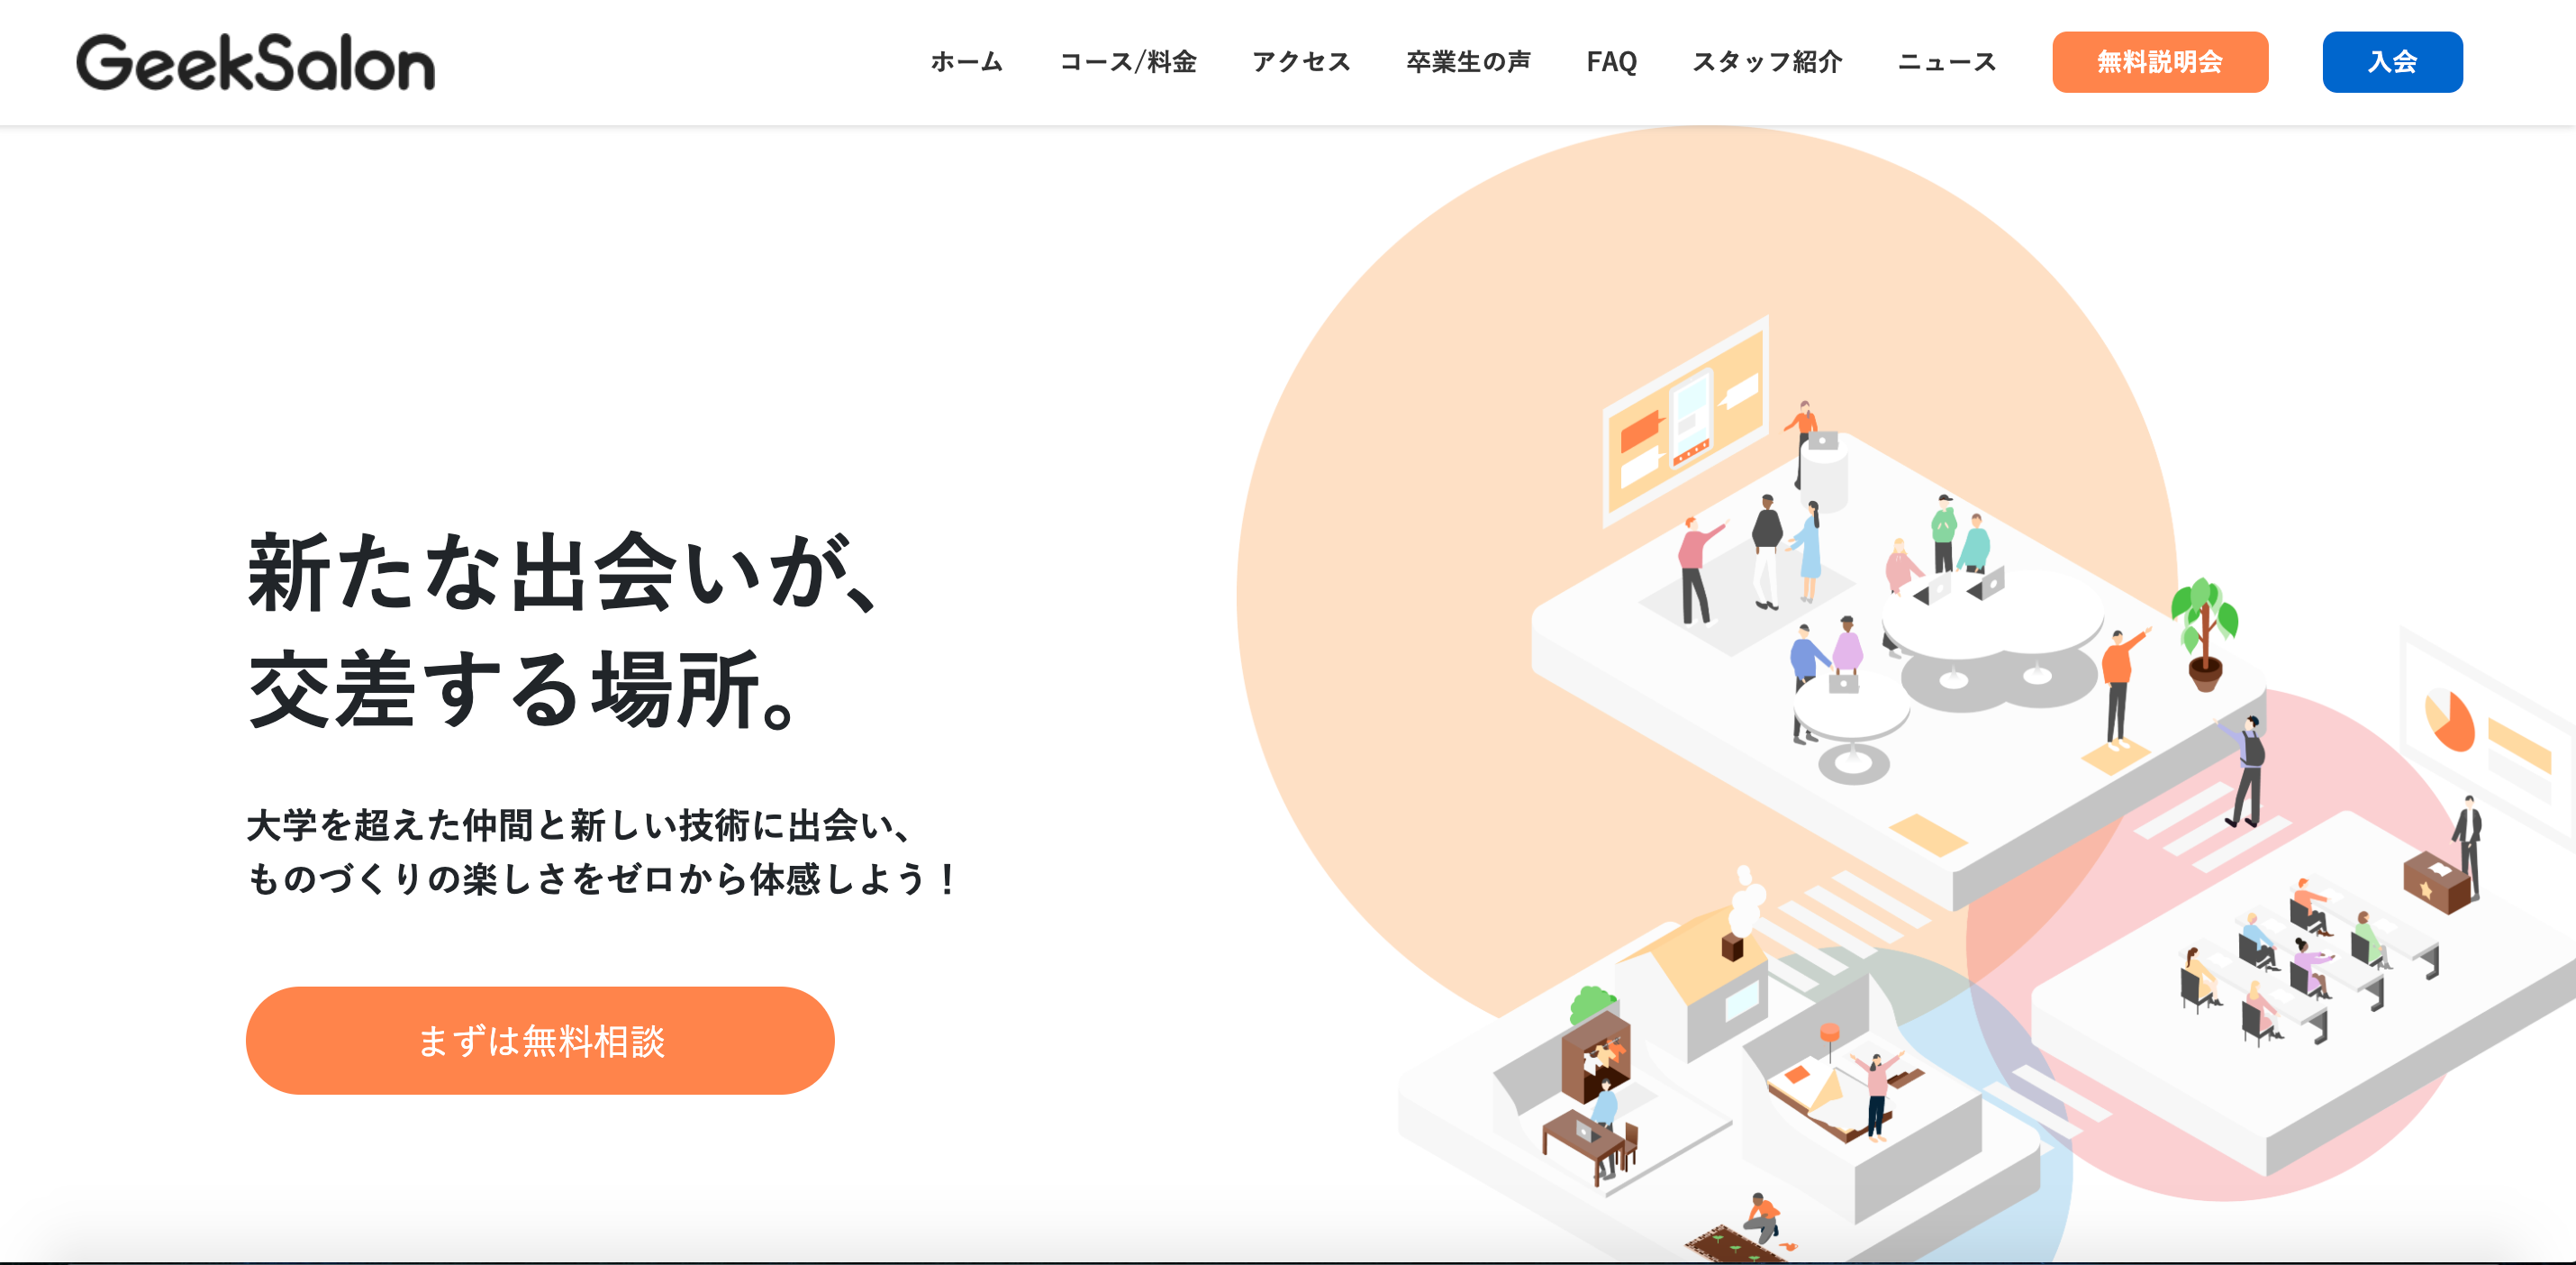 GeekSalon
ホーム コース/料金 アクセス 卒業生の声 FAQ スタッフ紹介 ニュース 無料説明会 入会
新たな出会いが、
交差する場所。
大学を超えた仲間と新しい技術に出会い、
ものづくりの楽しさをゼロから体感しよう！
まずは無料相談